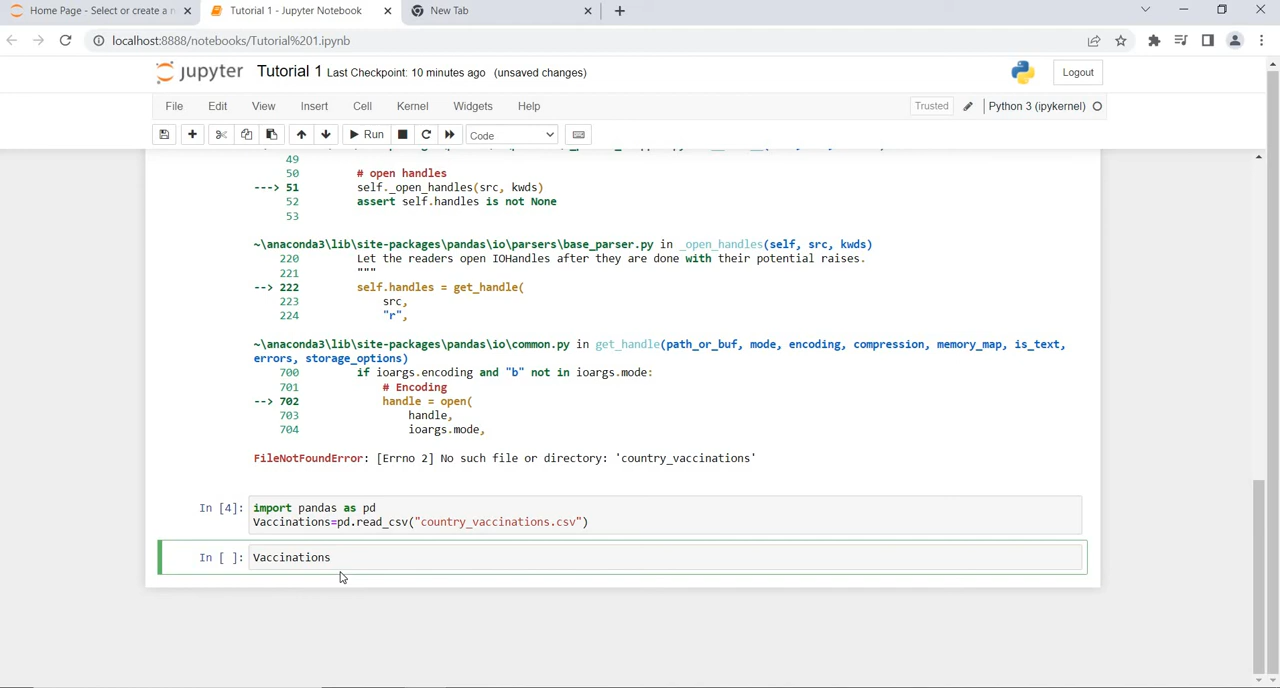 Home Page - Select or create a n
Tutorial 1 - Jupyter Notebook
New Tab
localhost:8888/notebooks/Tutorial%201.ipynb
jupyter Tutorial 1 Last Checkpoint: 10 minutes ago (unsaved changes)
Logout
File Edit View Insert Cell Kernel Widgets Help
Trusted Python 3 (ipykernel)
Run Code
49
50 # open handles
---> 51 self._open_handles(src, kwds)
52 assert self.handles is not None
53
~\anaconda3\lib\site-packages\pandas\io\parsers\base_parser.py in _open_handles(self, src, kwds)
220 Let the readers open IOHandles after they are done with their potential raises.
221 """
--> 222 self.handles = get_handle(
223 src,
224 "r",
~\anaconda3\lib\site-packages\pandas\io\common.py in get_handle(path_or_buf, mode, encoding, compression, memory_map, is_text,
errors, storage_options)
700 if ioargs.encoding and "b" not in ioargs.mode:
701 # Encoding
--> 702 handle = open(
703 handle,
704 ioargs.mode,
FileNotFoundError: [Errno 2] No such file or directory: 'country_vaccinations'
In [4]: import pandas as pd
Vaccinations=pd.read_csv("country_vaccinations.csv")
In [ ]: Vaccinations